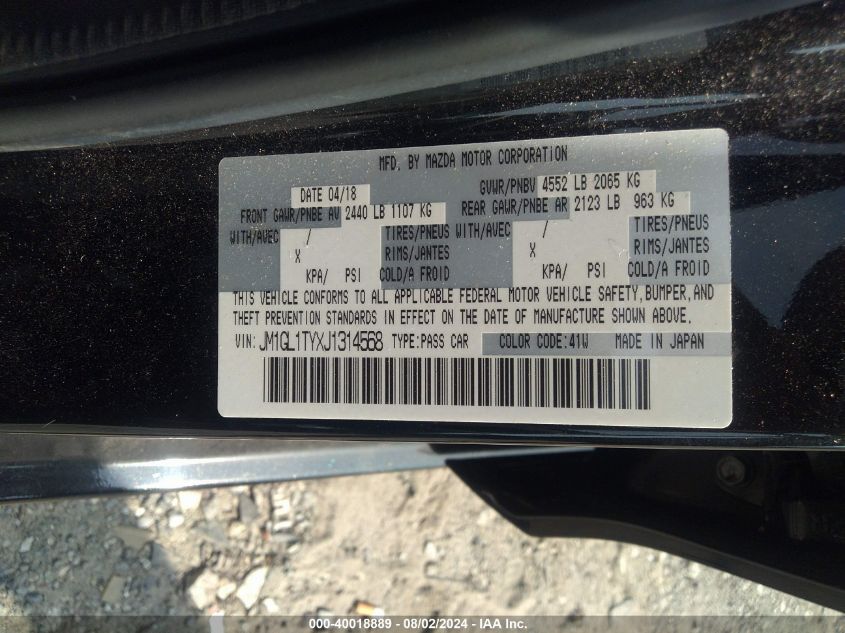 MFD. BY MAZDA MOTOR CORPORATION
DATE 04/18 GVWR/PNBV 4552 LB 2065 KG
FRONT GAWR/PNBE AV 2440 LB 1107 KG REAR GAWR/PNBE AR 2123 LB 963 KG
WITH/AVEC / TIRES/PNEUS WITH/AVEC / TIRES/PNEUS
X RIMS/JANTES X RIMS/JANTES
KPA/ PSI COLD/A FROID KPA/ PSI COLD/A FROID
THIS VEHICLE CONFORMS TO ALL APPLICABLE FEDERAL MOTOR VEHICLE SAFETY, BUMPER, AND
THEFT PREVENTION STANDARDS IN EFFECT ON THE DATE OF MANUFACTURE SHOWN ABOVE.
VIN: JM1GL1TYXJ1314568 TYPE: PASS CAR COLOR CODE: 41W MADE IN JAPAN
000-40018889 - 08/02/2024 - IAA Inc.